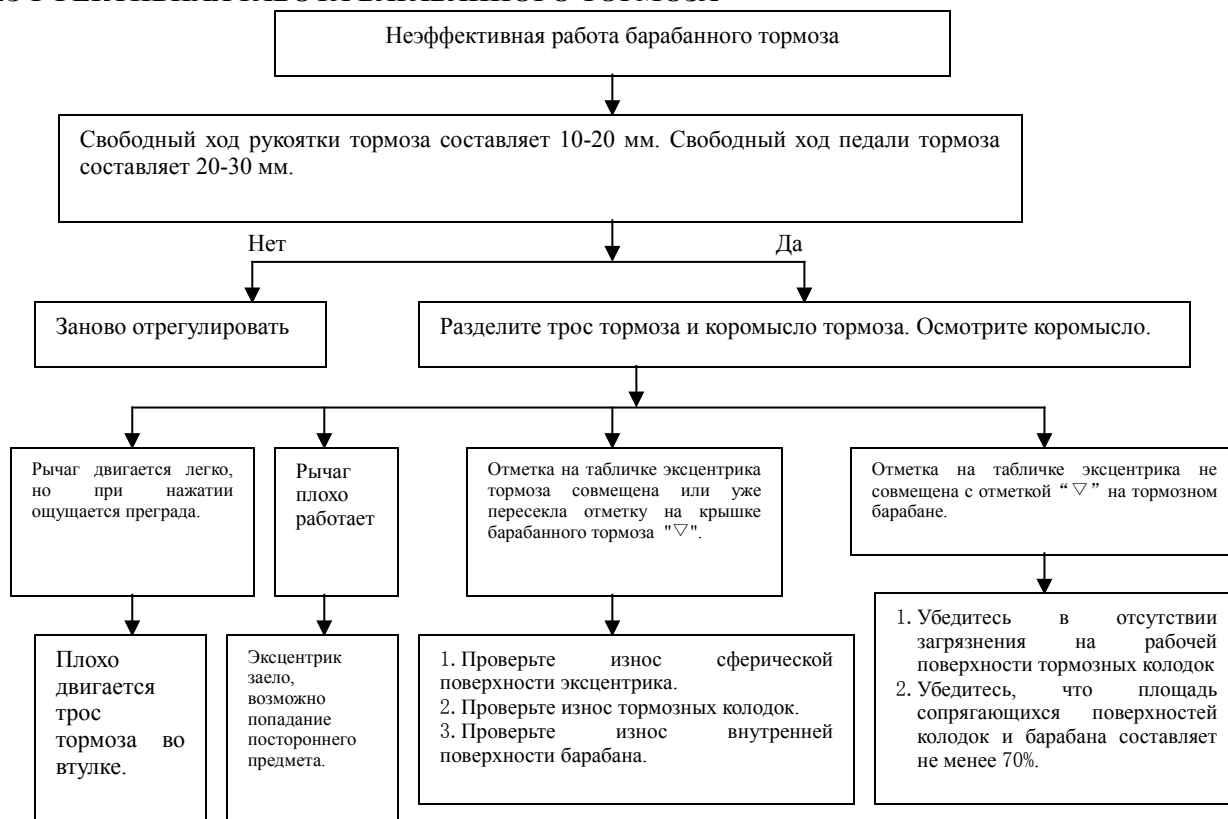 Неэффективная работа барабанного тормоза
Свободный ход рукоятки тормоза составляет 10-20 мм. Свободный ход педали тормоза
составляет 20-30 мм.
Нет
Да
Заново отрегулировать
Разделите трос тормоза и коромысло тормоза. Осмотрите коромысло.
Рычаг двигается легко,
но при нажатии
ощущается преграда.
Рычаг
плохо
работает
Отметка на табличке эксцентрика
тормоза совмещена или уже
пересекла отметку на крышке
барабанного тормоза "▽".
Отметка на табличке эксцентрика не
совмещена с отметкой “▽” на тормозном
барабане.
Плохо
двигается
трос
тормоза во
втулке.
Эксцентрик
заело,
возможно
попадание
постороннего
предмета.
1. Проверьте износ сферической
поверхности эксцентрика.
2. Проверьте износ тормозных колодок.
3. Проверьте износ внутренней
поверхности барабана.
1. Убедитесь в отсутствии
загрязнения на рабочей
поверхности тормозных колодок
2. Убедитесь, что площадь
сопрягающихся поверхностей
колодок и барабана составляет
не менее 70%.